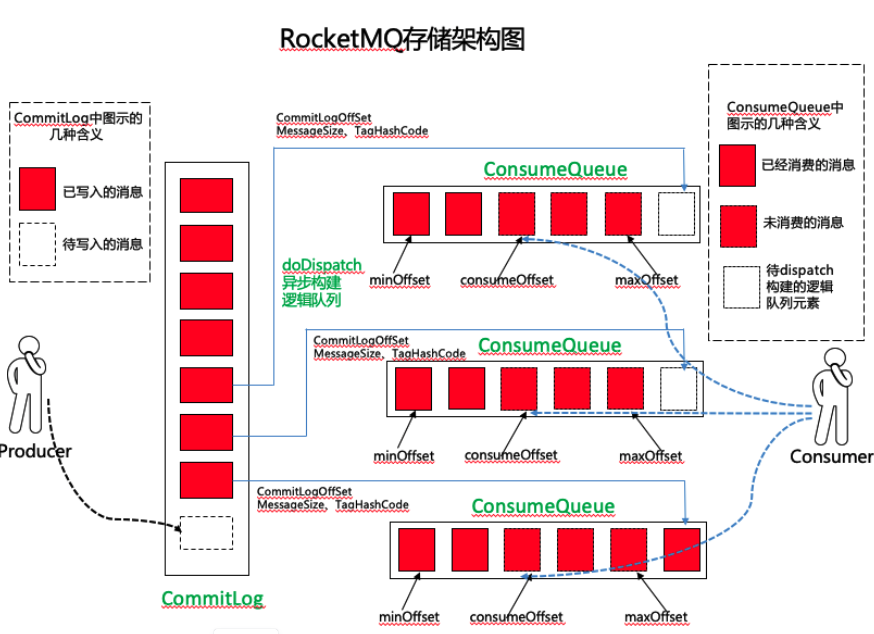 RocketMQ存储架构图
CommitLog中图示的
几种含义
已写入的消息
待写入的消息
CommitLogOffSet
MessageSize，TagHashCode
ConsumeQueue
ConsumeQueue中
图示的几种含义
已经消费的消息
未消费的消息
待dispatch
构建的逻辑
队列元素
doDispatch
异步构建
逻辑队列
minOffset
consumeOffset
maxOffset
CommitLogOffSet
MessageSize，TagHashCode
ConsumeQueue
minOffset
consumeOffset
maxOffset
Producer
Consumer
CommitLogOffSet
MessageSize，TagHashCode
ConsumeQueue
CommitLog
minOffset
consumeOffset
maxOffset